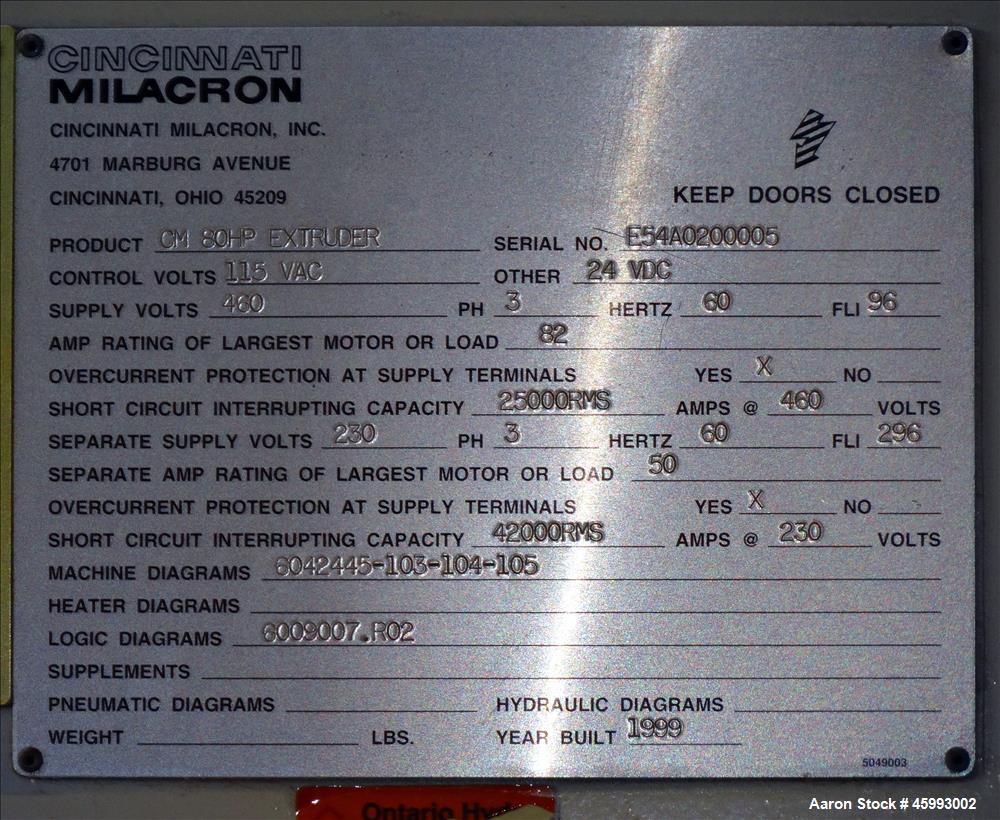 CINCINNATI
MILACRON
CINCINNATI MILACRON, INC.
4701 MARBURG AVENUE
CINCINNATI, OHIO 45209
KEEP DOORS CLOSED
PRODUCT CM 80HP EXTRUDER SERIAL NO. E54A0200005
CONTROL VOLTS 115 VAC OTHER 24 VDC
SUPPLY VOLTS 460 PH 3 HERTZ 60 FLI 96
AMP RATING OF LARGEST MOTOR OR LOAD 82
OVERCURRENT PROTECTION AT SUPPLY TERMINALS YES X NO
SHORT CIRCUIT INTERRUPTING CAPACITY 25000RMS AMPS @ 460 VOLTS
SEPARATE SUPPLY VOLTS 230 PH 3 HERTZ 60 FLI 296
SEPARATE AMP RATING OF LARGEST MOTOR OR LOAD 50
OVERCURRENT PROTECTION AT SUPPLY TERMINALS YES X NO
SHORT CIRCUIT INTERRUPTING CAPACITY 42000RMS AMPS @ 230 VOLTS
MACHINE DIAGRAMS 6042445-103-104-105
HEATER DIAGRAMS
LOGIC DIAGRAMS 6009007.R02
SUPPLEMENTS
PNEUMATIC DIAGRAMS HYDRAULIC DIAGRAMS
WEIGHT LBS. YEAR BUILT 1999
5049003
Ontario
Aaron Stock # 45993002